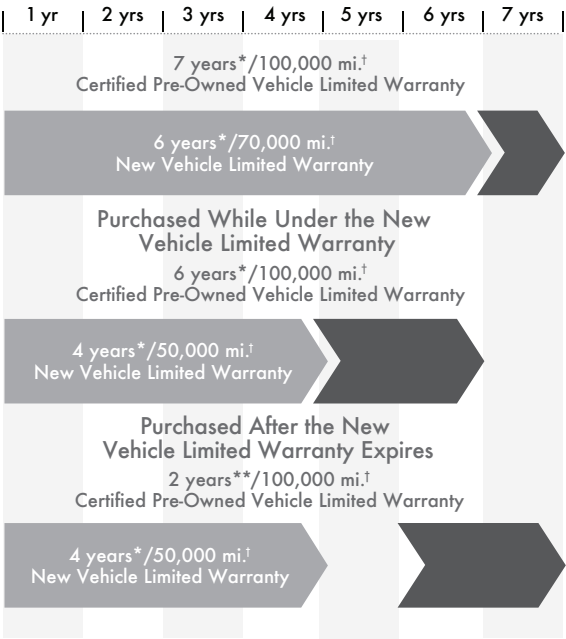 1 yr 2 yrs 3 yrs 4 yrs 5 yrs 6 yrs 7 yrs
7 years*/100,000 mi.†
Certified Pre-Owned Vehicle Limited Warranty
6 years*/70,000 mi.†
New Vehicle Limited Warranty
Purchased While Under the New
Vehicle Limited Warranty
6 years*/100,000 mi.†
Certified Pre-Owned Vehicle Limited Warranty
4 years*/50,000 mi.†
New Vehicle Limited Warranty
Purchased After the New
Vehicle Limited Warranty Expires
2 years**/100,000 mi.†
Certified Pre-Owned Vehicle Limited Warranty
4 years*/50,000 mi.†
New Vehicle Limited Warranty